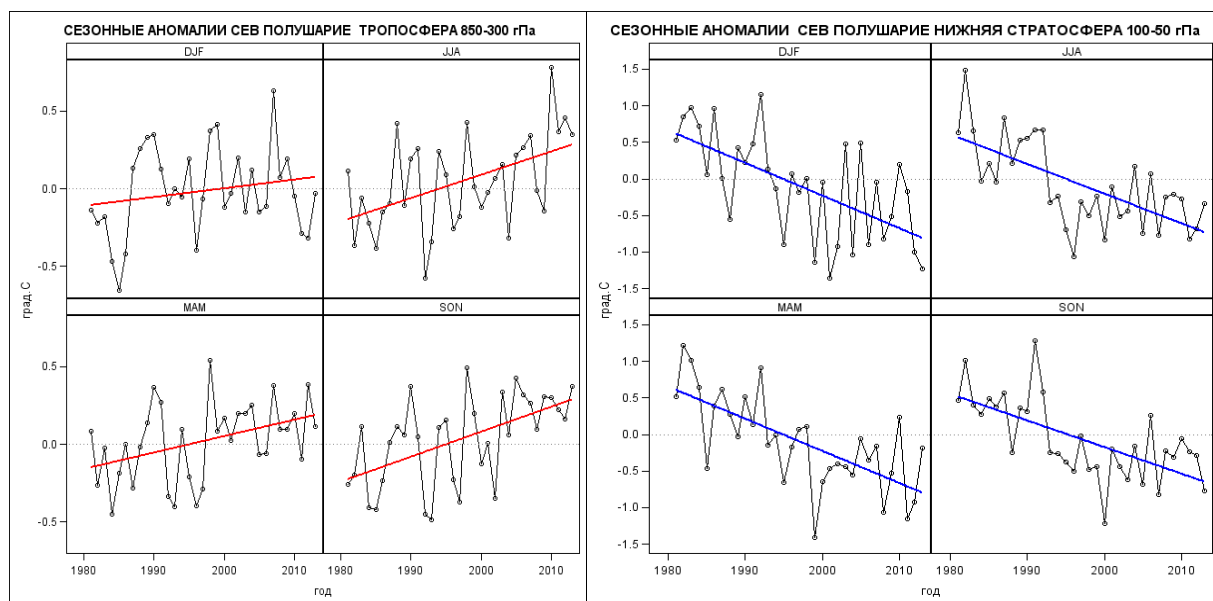 СЕЗОННЫЕ АНОМАЛИИ СЕВ ПОЛУШАРИЕ ТРОПОСФЕРА 850-300 гПа
DJF
JJA
0.5
0.0
-0.5
град. С
MAM
SON
0.5
0.0
-0.5
1980
1990
2000
2010
1980
1990
2000
2010
год
СЕЗОННЫЕ АНОМАЛИИ СЕВ ПОЛУШАРИЕ НИЖНЯЯ СТРАТОСФЕРА 100-50 гПа
DJF
JJA
1.5
1.0
0.5
0.0
-0.5
-1.0
-1.5
град. С
MAM
SON
1.5
1.0
0.5
0.0
-0.5
-1.0
-1.5
1980
1990
2000
2010
1980
1990
2000
2010
год